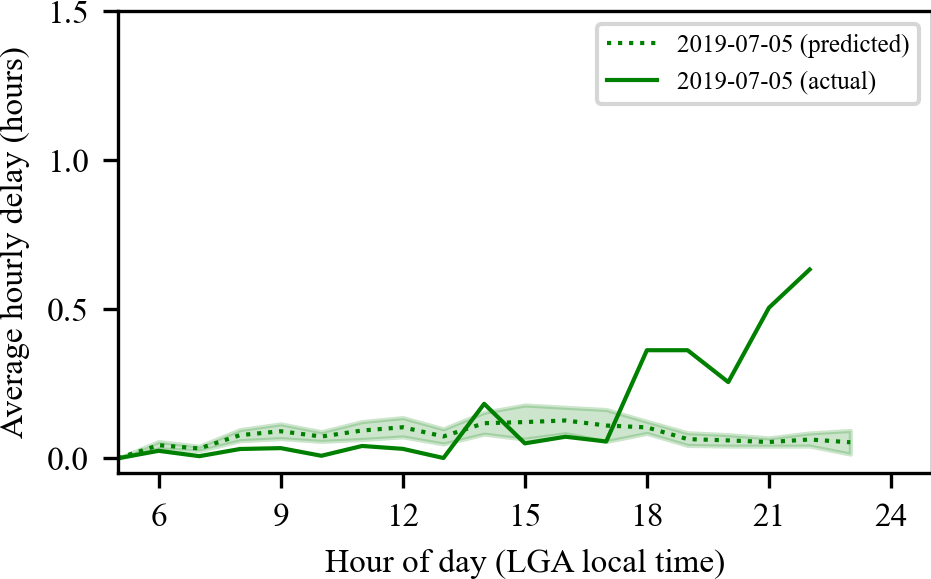 1.5
1.0
0.5
0.0
Average hourly delay (hours)
2019-07-05 (predicted)
2019-07-05 (actual)
6 9 12 15 18 21 24
Hour of day (LGA local time)